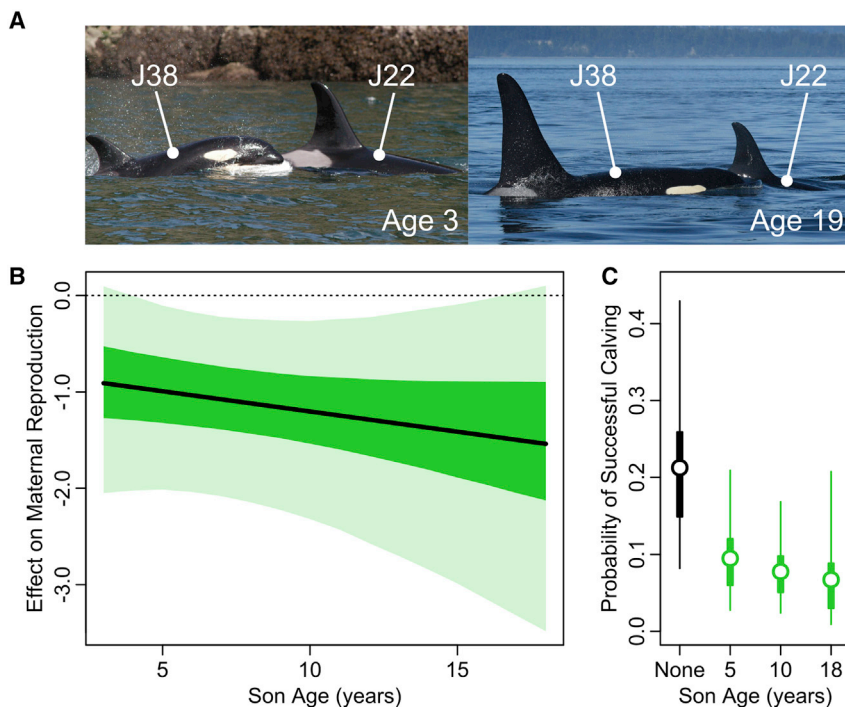 A
J38
J22
Age 3
J38
J22
Age 19
B
Effect on Maternal Reproduction
0.0
-1.0
-2.0
-3.0
5
10
15
Son Age (years)
C
Probability of Successful Calving
0.4
0.3
0.2
0.1
0.0
None
5
10
18
Son Age (years)